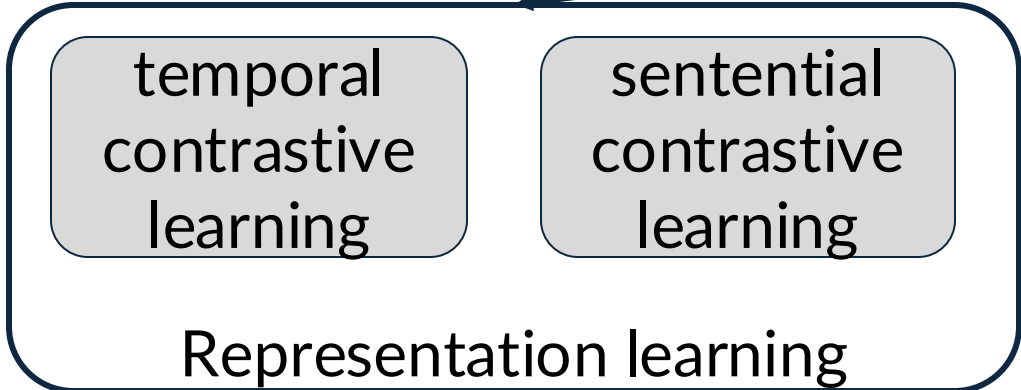 temporal
contrastive
learning
sentential
contrastive
learning
Representation learning